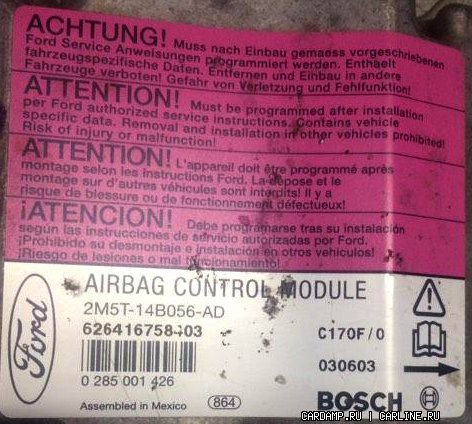 ACHTUNG! Muss nach Einbau gemaess vorgeschriebenen
Ford Service Anweisungen programmiert werden. Enthaelt
fahrzeugspezifische Daten. Entfernen und Einbau in andere
Fahrzeuge verboten! Gefahr von Verletzung und Fehlfunktion!
ATTENTION! Must be programmed after installation
per Ford authorized service instructions. Contains vehicle
specific data. Removal and installation in other vehicles prohibited!
Risk of injury or malfunction!
ATTENTION! L'appareil doit être programmé après
montage selon les instructions Ford. La dépose et le
montage sur d'autres véhicules sont interdits! Il y a
risque de blessure ou de fonctionnement défectueux!
¡ATENCION! Debe programarse tras su instalación
según las instrucciones de servicio autorizadas por Ford.
¡Prohibido su desmontaje e instalación en otros vehículos!
¡Riesgo de lesiones o mal funcionamiento!
Ford
AIRBAG CONTROL MODULE
2M5T-14B056-AD
626416758-03
C170F/0
030603
0 285 001 426
Assembled in Mexico
864
BOSCH
CARDAMP.RU | CARLINE.RU